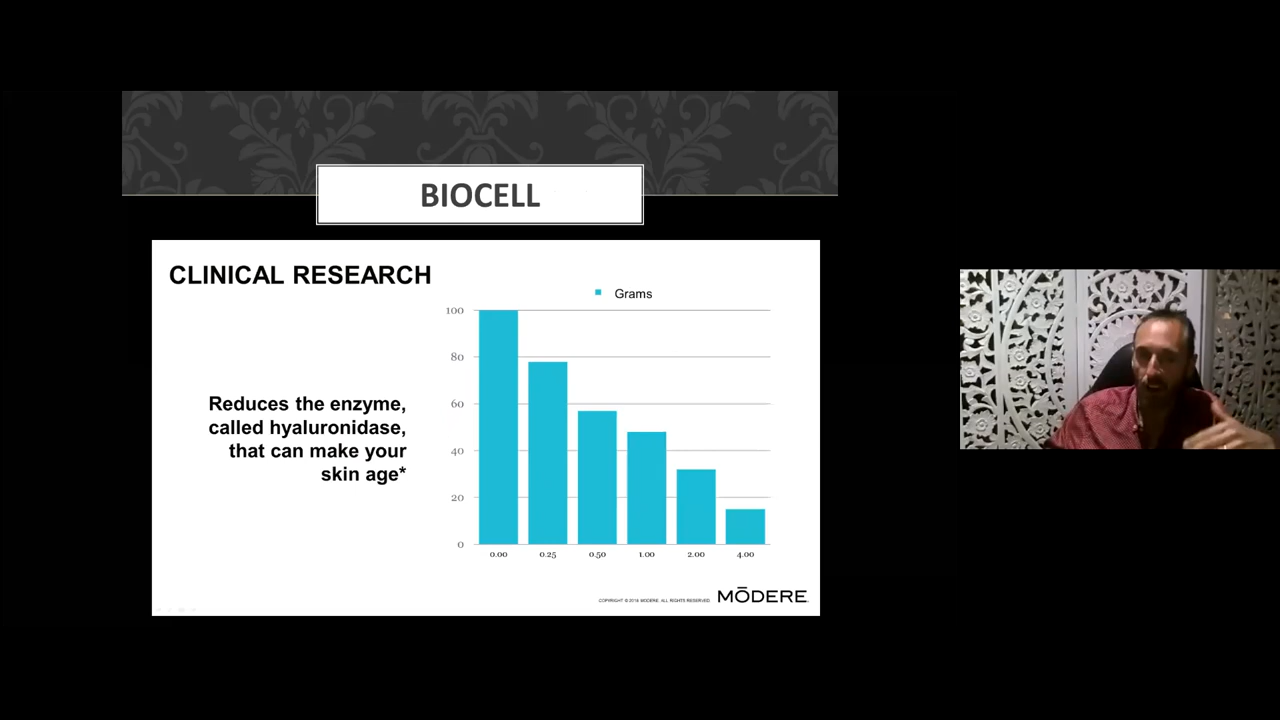 BIOCELL
CLINICAL RESEARCH
Grams
100
80
60
40
20
0
0.00 0.25 0.50 1.00 2.00 4.00
Reduces the enzyme,
called hyaluronidase,
that can make your
skin age*
COPYRIGHT © 2016 MODERE. ALL RIGHTS RESERVED.
MŌDERE